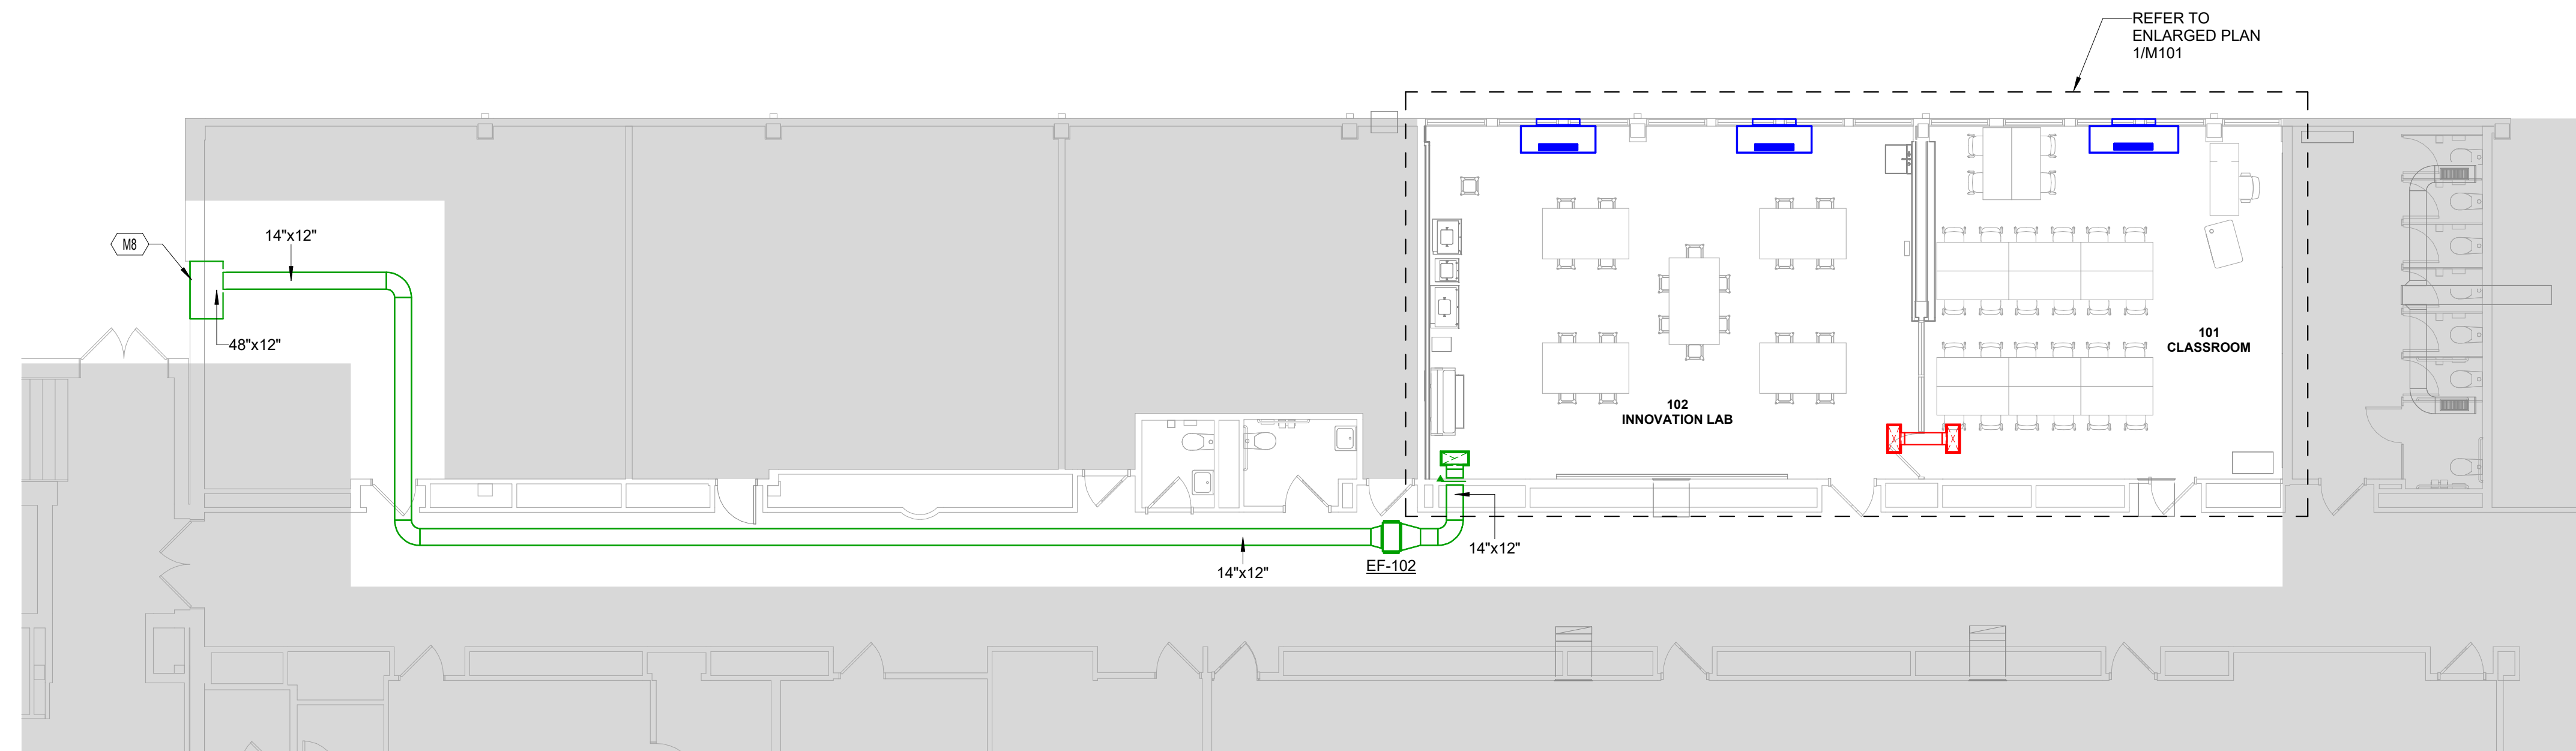 REFER TO
ENLARGED PLAN
1/M101
M8
14"x12"
48"x12"
101
CLASSROOM
102
INNOVATION LAB
14"x12"
EF-102
14"x12"